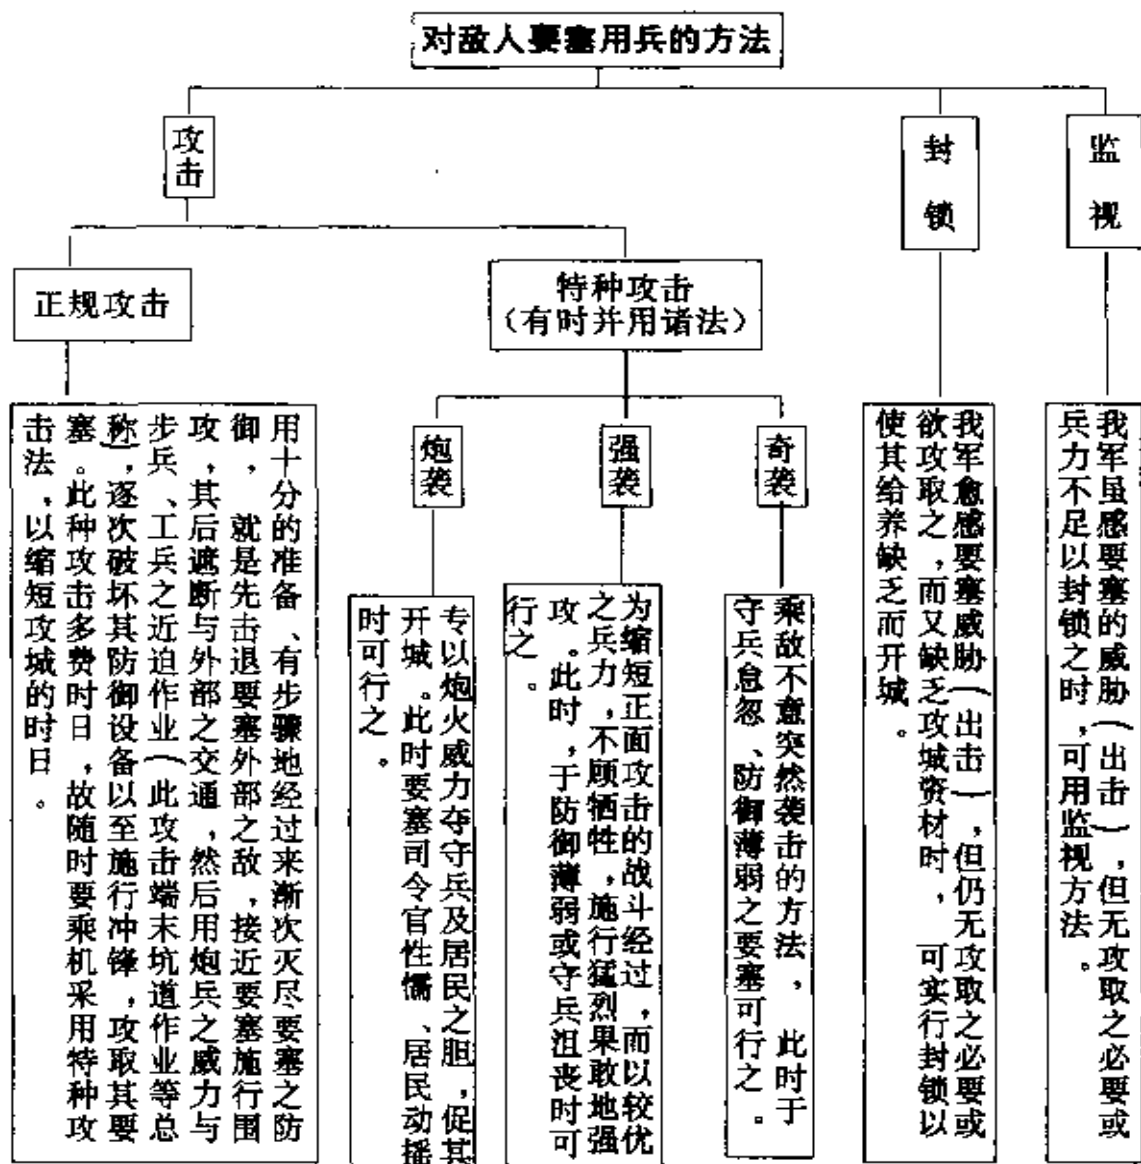 对敌人要塞用兵的方法
监视
封锁
攻击
特种攻击
（有时并用诸法）
正规攻击
我军虽感要塞的威胁（出击），但无攻取之必要或
兵力不足以封锁之时，可用监视方法。
我军愈感要塞威胁（出击），但仍无攻取之必要或
欲攻取之，而又缺乏攻城资材时，可实行封锁以
使其给养缺乏而开城。
奇袭
乘敌不意突然袭击的方法，此时于
守兵怠忽、防御薄弱之要塞可行之。
强袭
为缩短正面攻击的战斗经过，而以较优
之兵力，不顾牺牲，施行猛烈果敢地强
攻。此时，于防御薄弱或守兵沮丧时可
行之。
炮袭
专以炮火威力夺守兵及居民之胆，促其
开城。此时要塞司令官性懦、居民动摇
时可行之。
用十分的准备、有步骤地经过来渐次灭尽要塞之防
御，就是先击退要塞外部之敌，接近要塞施行围
攻，其后遮断与外部之交通，然后用炮兵之威力与
步兵、工兵之近迫作业（此攻击端末坑道作业等总
称），逐次破坏其防御设备以至施行冲锋，攻取其要
塞。此种攻击多费时日，故随时要乘机采用特种攻
击法，以缩短攻城的时日。